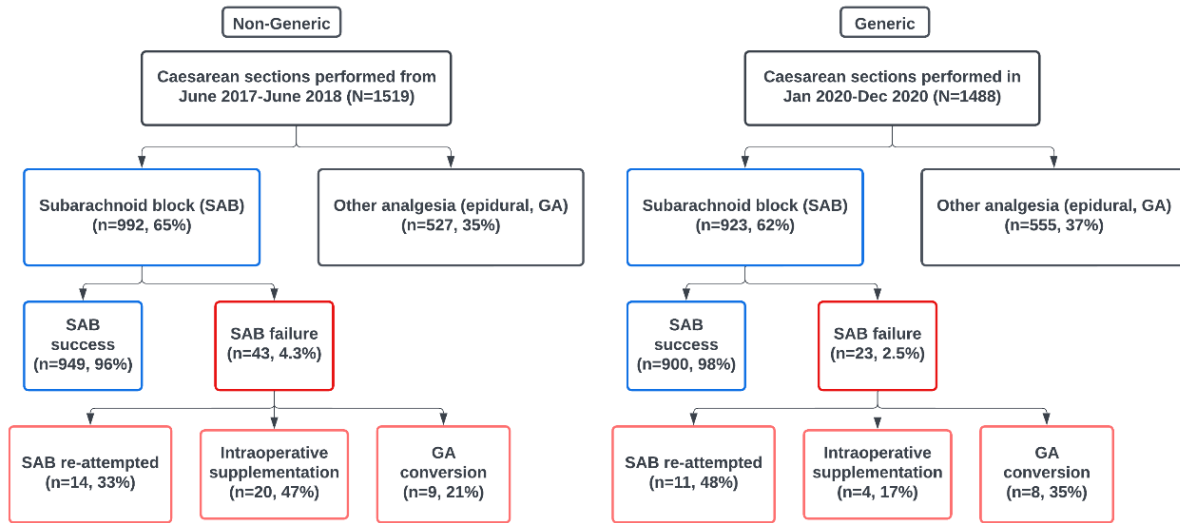 Non-Generic
Caesarean sections performed from
June 2017-June 2018 (N=1519)
Subarachnoid block (SAB)
(n=992, 65%)
Other analgesia (epidural, GA)
(n=527, 35%)
SAB
success
(n=949, 96%)
SAB failure
(n=43, 4.3%)
SAB re-attempted
(n=14, 33%)
Intraoperative
supplementation
(n=20, 47%)
GA
conversion
(n=9, 21%)
Generic
Caesarean sections performed in
Jan 2020-Dec 2020 (N=1488)
Subarachnoid block (SAB)
(n=923, 62%)
Other analgesia (epidural, GA)
(n=555, 37%)
SAB
success
(n=900, 98%)
SAB failure
(n=23, 2.5%)
SAB re-attempted
(n=11, 48%)
Intraoperative
supplementation
(n=4, 17%)
GA
conversion
(n=8, 35%)